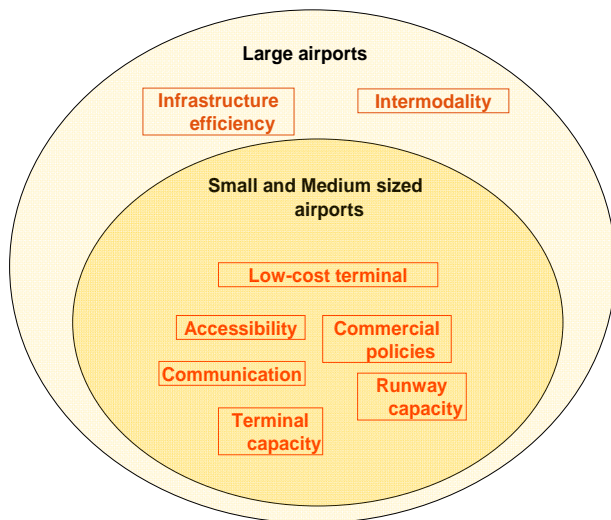 Large airports
Infrastructure
efficiency
Intermodality
Small and Medium sized
airports
Low-cost terminal
Accessibility
Commercial
policies
Communication
Runway
capacity
Terminal
capacity